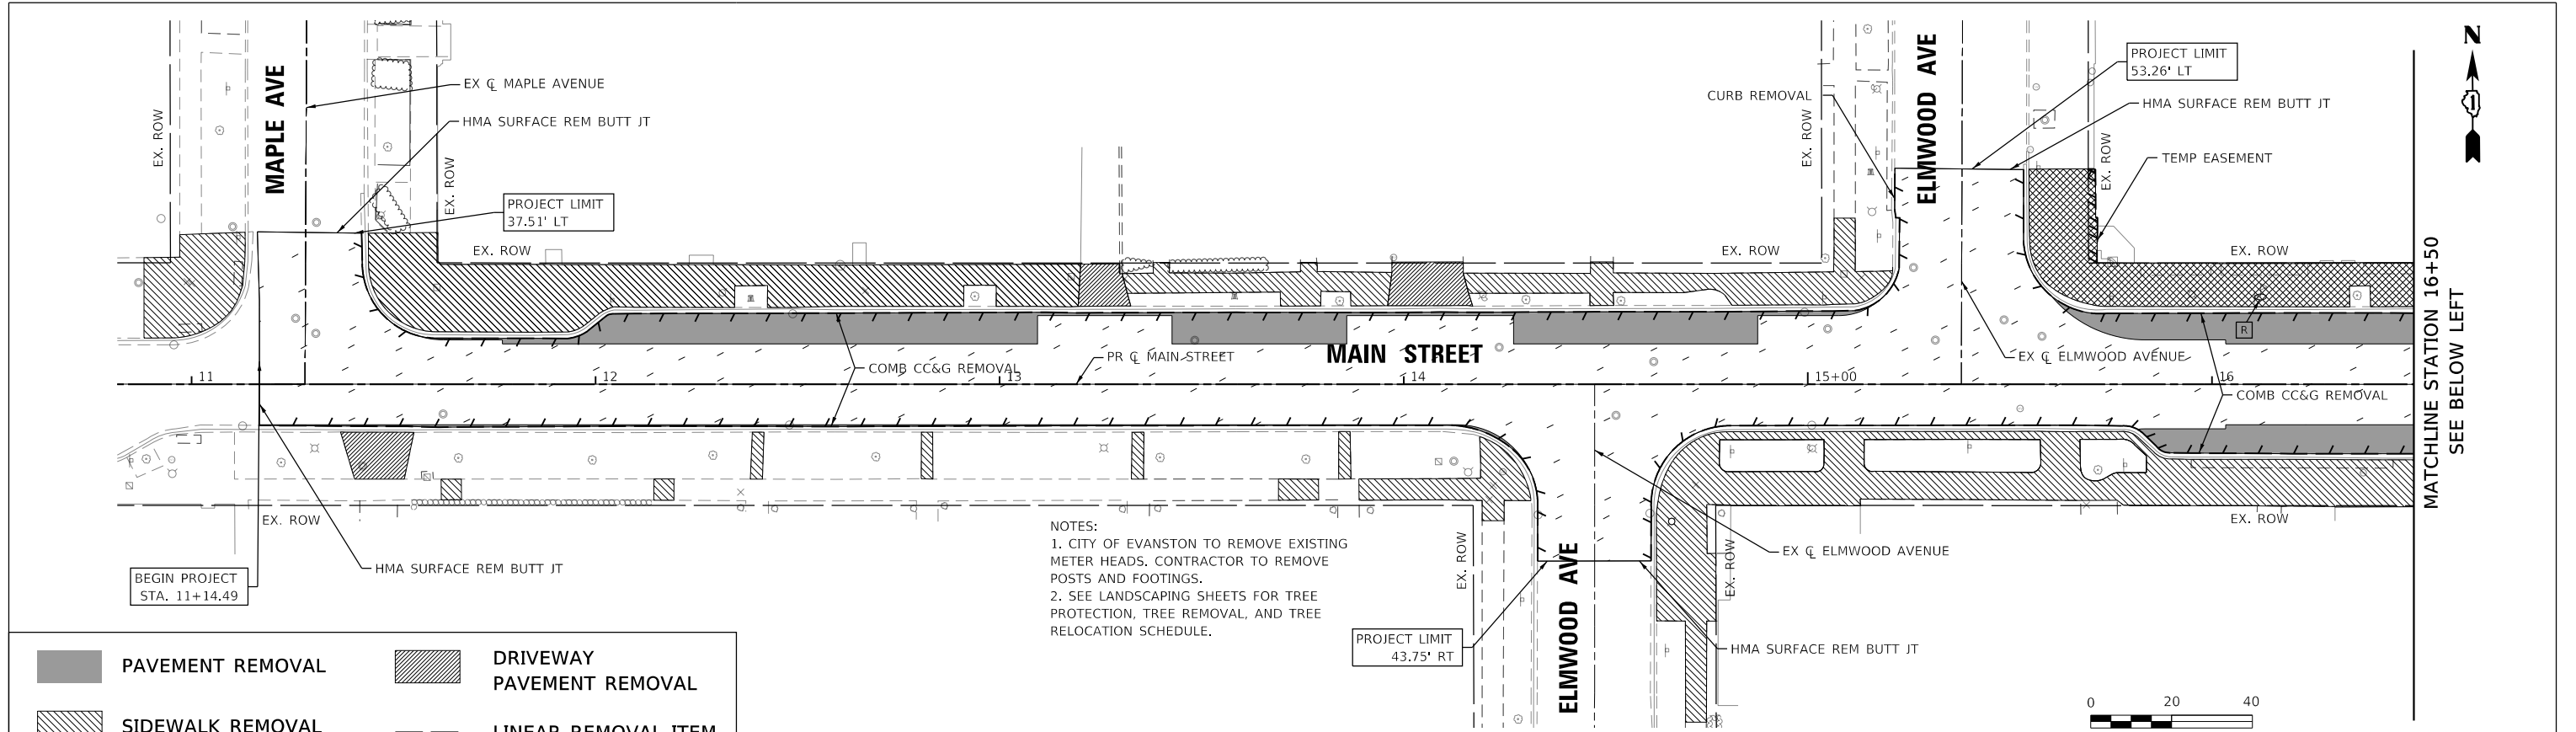 MAPLE AVE
EX. ROW
EX ℄ MAPLE AVENUE
HMA SURFACE REM BUTT JT
EX. ROW
PROJECT LIMIT
37.51' LT
EX. ROW
EX. ROW
CURB REMOVAL
EX. ROW
ELMWOOD AVE
PROJECT LIMIT
53.26' LT
HMA SURFACE REM BUTT JT
TEMP EASEMENT
EX. ROW
EX. ROW
N
1
R
MATCHLINE STATION 16+50
SEE BELOW LEFT
COMB CC&G REMOVAL
PR ℄ MAIN STREET
MAIN STREET
EX ℄ ELMWOOD AVENUE
11
12
13
14
15+00
16
COMB CC&G REMOVAL
EX. ROW
BEGIN PROJECT
STA. 11+14.49
HMA SURFACE REM BUTT JT
NOTES:
1. CITY OF EVANSTON TO REMOVE EXISTING
METER HEADS. CONTRACTOR TO REMOVE
POSTS AND FOOTINGS.
2. SEE LANDSCAPING SHEETS FOR TREE
PROTECTION, TREE REMOVAL, AND TREE
RELOCATION SCHEDULE.
EX. ROW
ELMWOOD AVE
EX. ROW
EX ℄ ELMWOOD AVENUE
EX. ROW
PROJECT LIMIT
43.75' RT
HMA SURFACE REM BUTT JT
0 20 40
PAVEMENT REMOVAL
DRIVEWAY
PAVEMENT REMOVAL
SIDEWALK REMOVAL
LINEAR REMOVAL ITEM